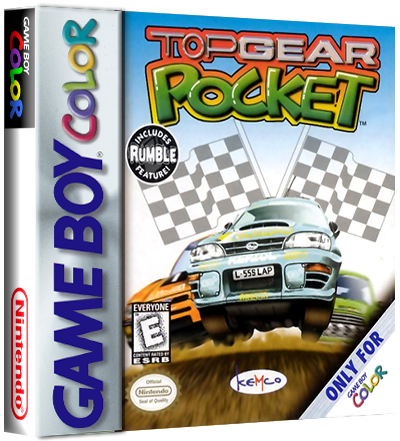 GAME BOY
COLOR
Nintendo
GAME BOY COLOR
TOP GEAR
POCKET
™
INCLUDES
RUMBLE
FEATURE!
L-555 LAP
EVERYONE
E
CONTENT RATED BY
ESRB
Official
Nintendo
Seal of Quality
KEMCO
ONLY FOR
GAME BOY
COLOR